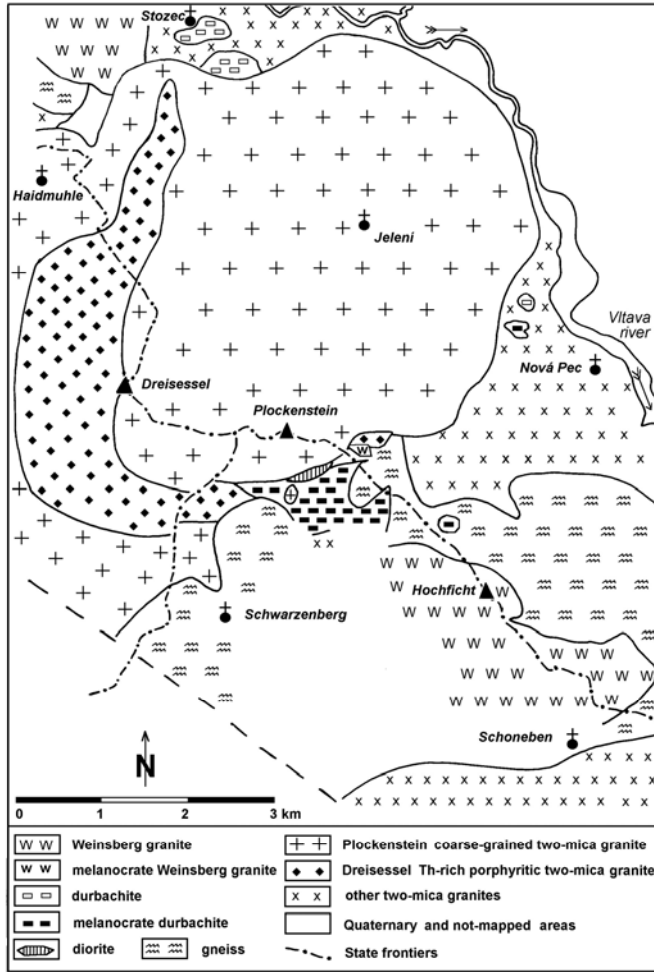 Stozec
Haidmuhle
Jelení
Vltava
river
Nová Pec
Dreisessel
Plockenstein
W
Hochficht
Schwarzenberg
Schoneben
N
0 1 2 3 km
W W Weinsberg granite
w w melanocrate Weinsberg granite
durbachite
melanocrate durbachite
diorite gneiss
Plockenstein coarse-grained two-mica granite
Dreisessel Th-rich porphyritic two-mica granite
x x other two-mica granites
Quaternary and not-mapped areas
State frontiers